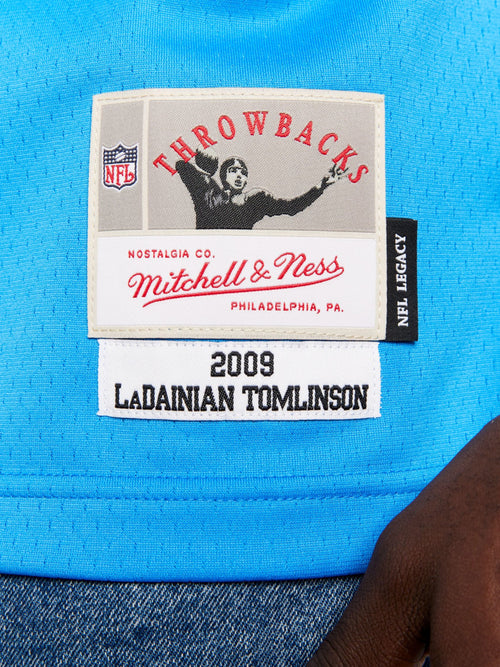 THROWBACKS
NFL
NOSTALGIA CO.
Mitchell & Ness
PHILADELPHIA, PA.
NFL LEGACY
2009
LADAINIAN TOMLINSON